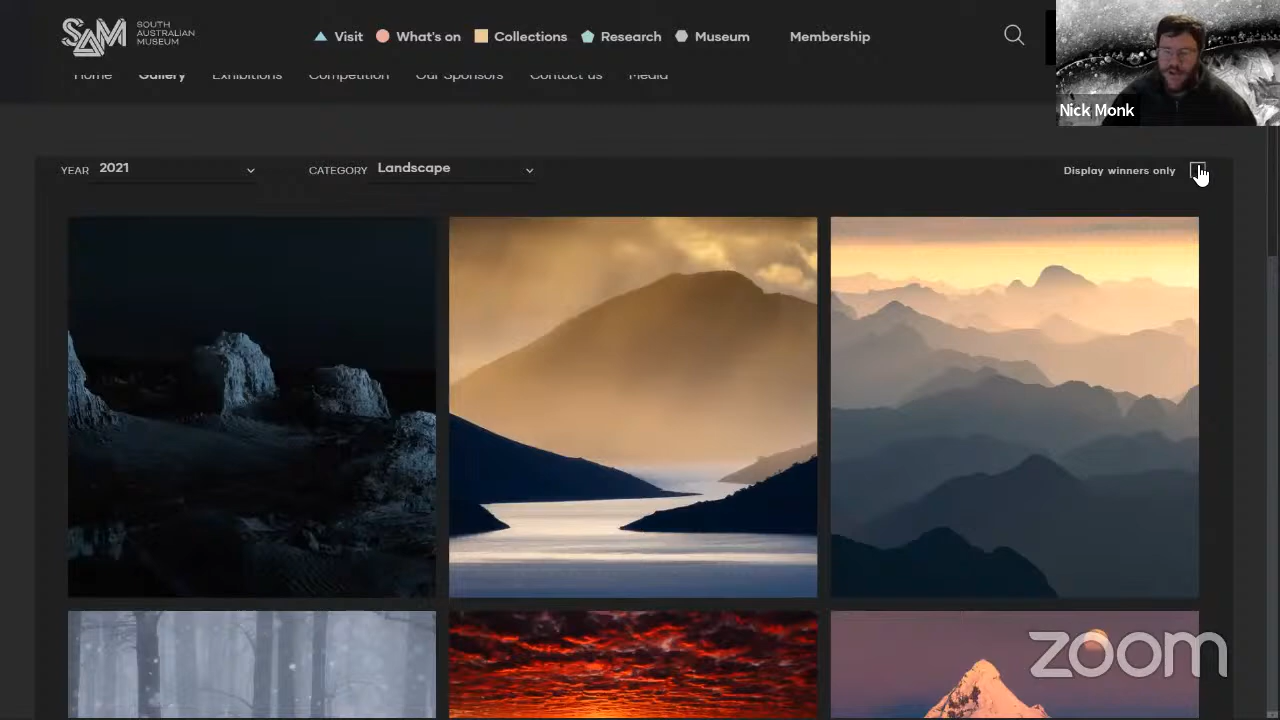 SAM
SOUTH
AUSTRALIAN
MUSEUM
Visit What's on Collections Research Museum Membership
Home Gallery Exhibitions Competition Our Sponsors Contact us Media
Nick Monk
YEAR 2021 CATEGORY Landscape Display winners only
zoom